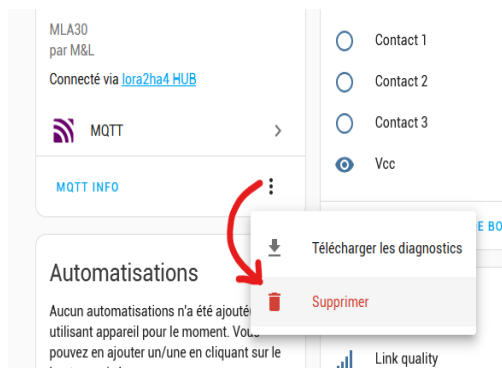 MLA30
par M&L
Connecté via lora2ha4 HUB
MQTT
MQTT INFO
Contact 1
Contact 2
Contact 3
Vcc
Télécharger les diagnostics
Supprimer
Automatisations
Aucun automatisations n'a été ajouté
utilisant appareil pour le moment. Vous
pouvez en ajouter un/une en cliquant sur le
Link quality